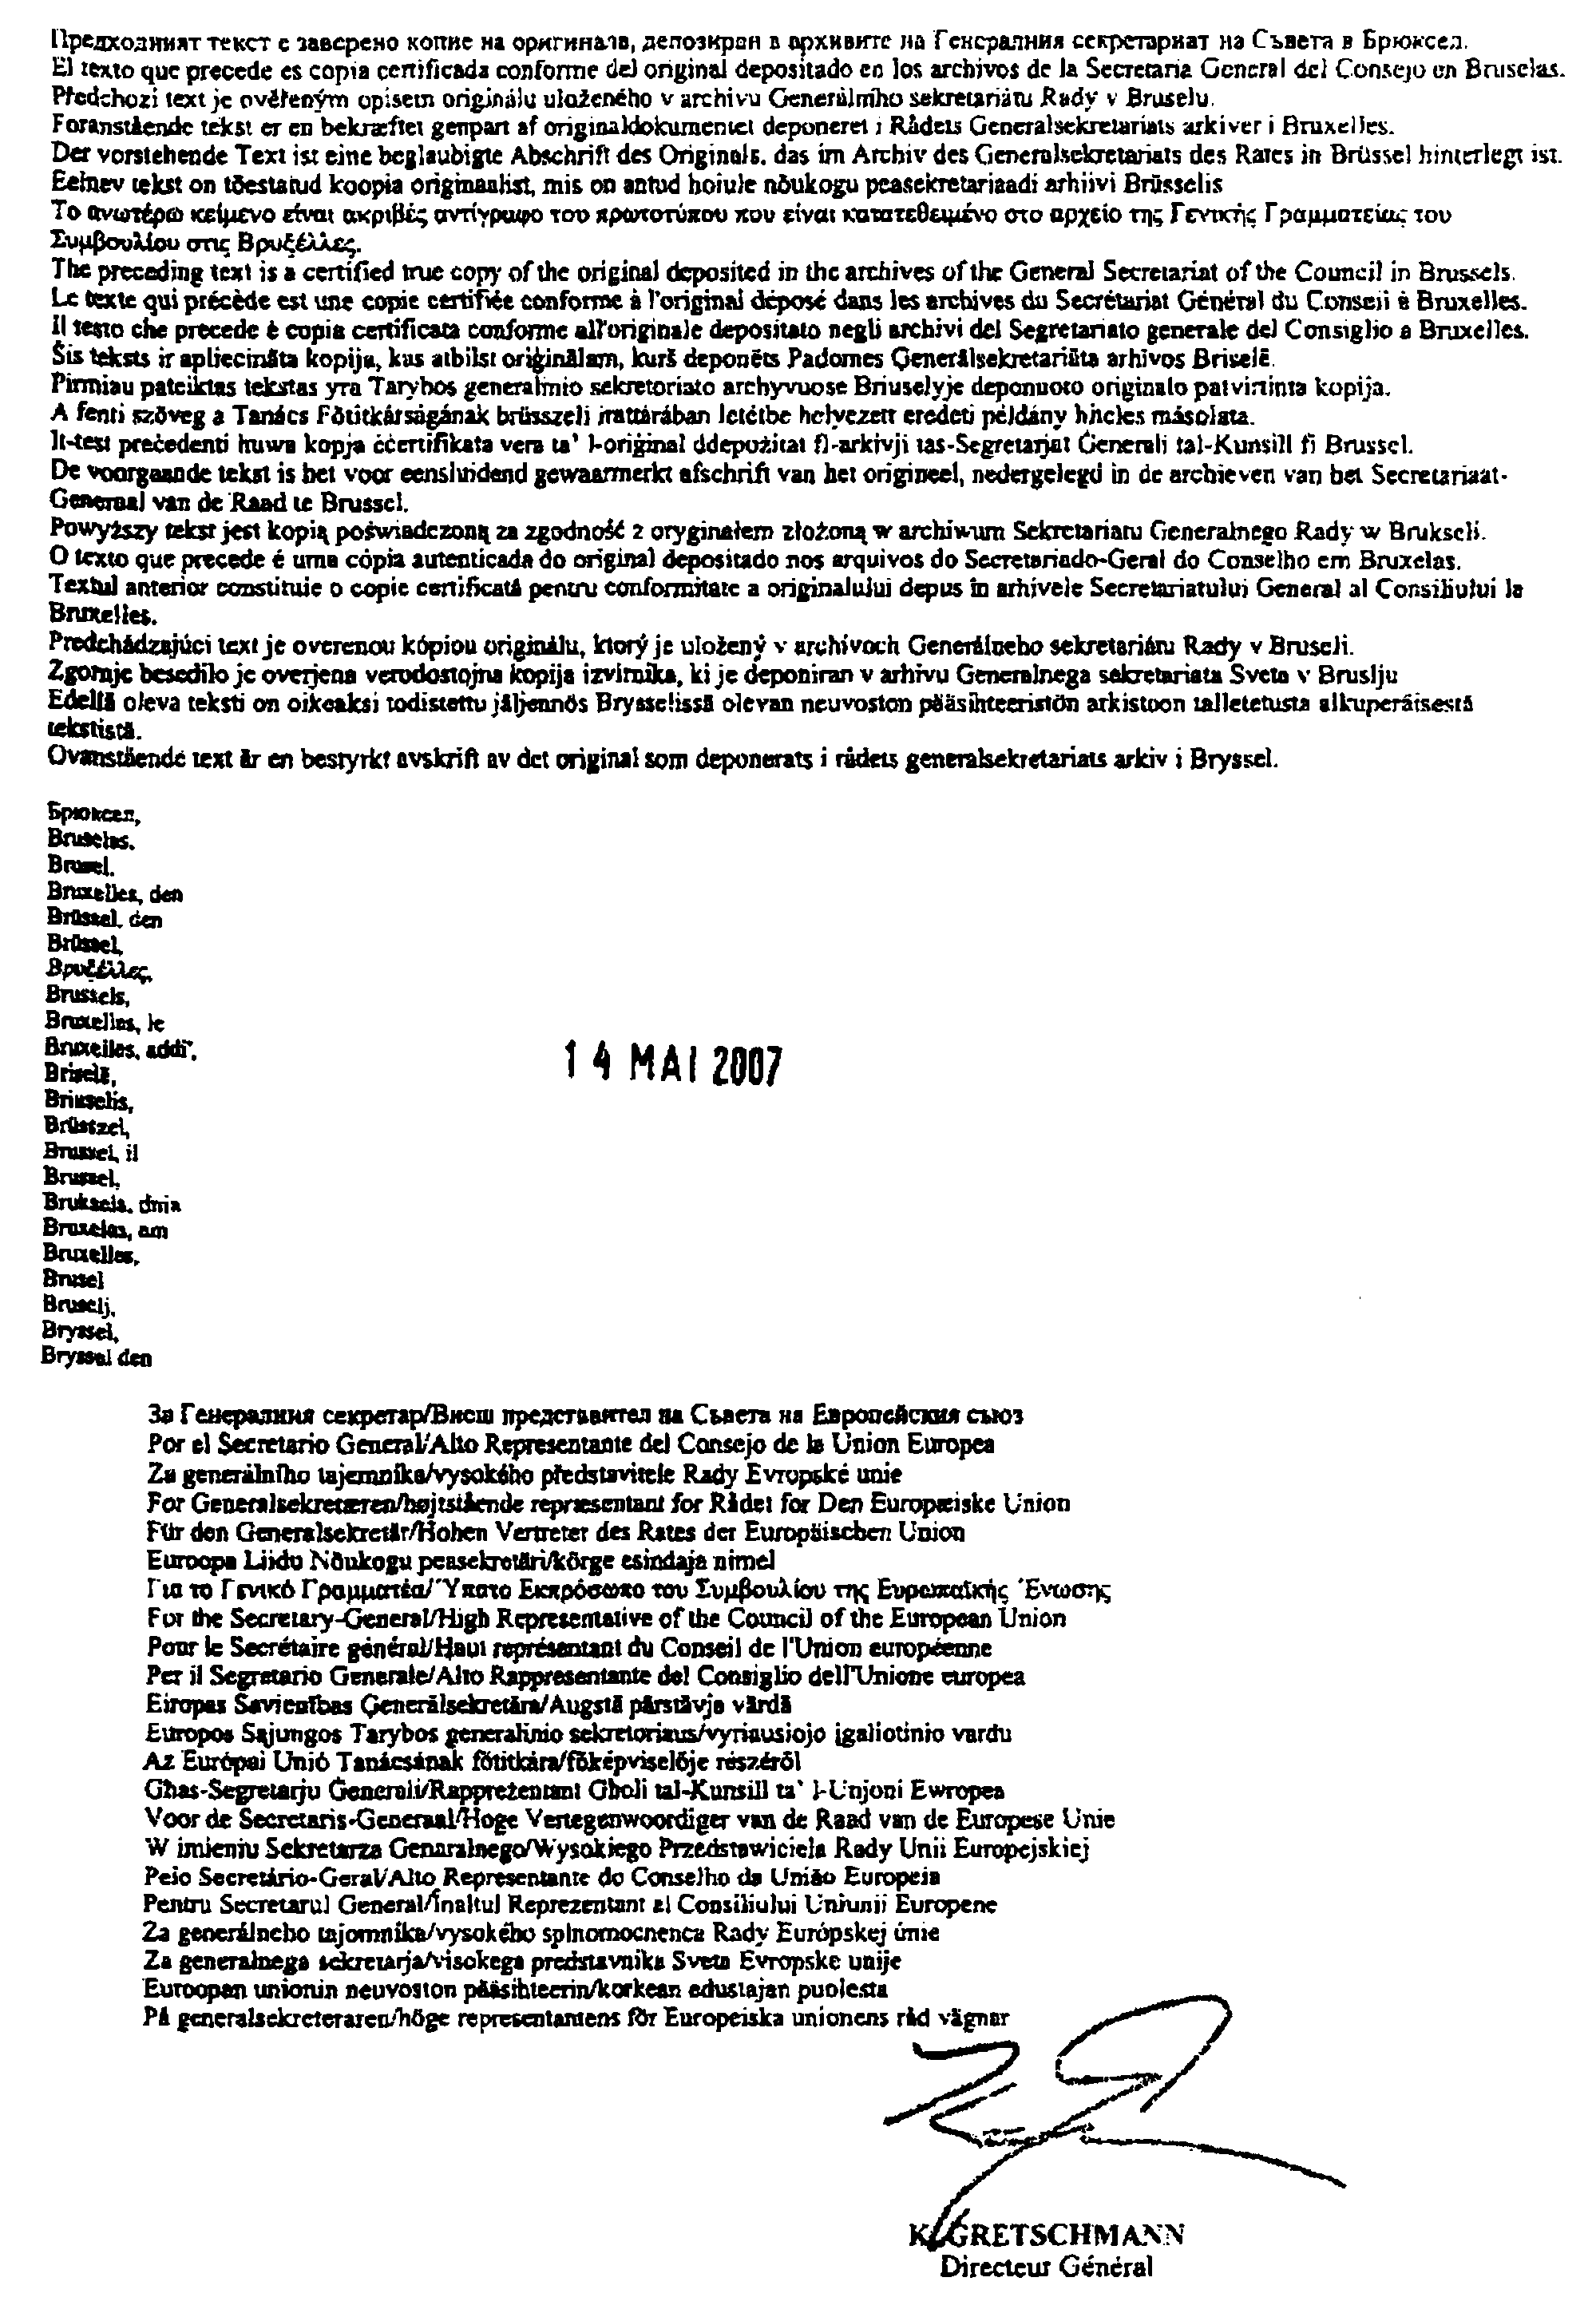 Предходният текст е заверено копие на оригинала, депозиран в архивите на Генералния секретариат на Съвета в Брюксел.
El texto que precede es copia certificada conforme del original depositado en los archivos de la Secretaría General del Consejo en Bruselas.
Předchozí text je ověřeným opisem originálu uloženého v archivu Generálního sekretariátu Rady v Bruselu.
Foranstående tekst er en bekræftet genpart af originaldokumentet deponeret i Rådets Generalsekretariats arkiver i Bruxelles.
Der vorstehende Text ist eine beglaubigte Abschrift des Originals, das im Archiv des Generalsekretariats des Rates in Brüssel hinterlegt ist.
Eelnev tekst on tõestatud koopia originaalist, mis on antud hoiule nõukogu peasekretariaadi arhiivi Brüsselis
Το ανωτέρω κείμενο είναι ακριβές αντίγραφο του πρωτοτύπου που είναι κατατεθειμένο στο αρχείο της Γενικής Γραμματείας του
Συμβουλίου στις Βρυξέλλες.
The preceding text is a certified true copy of the original deposited in the archives of the General Secretariat of the Council in Brussels.
Le texte qui précède est une copie certifiée conforme à l'original déposé dans les archives du Secrétariat Général du Conseil à Bruxelles.
Il testo che precede è copia certificata conforme all'originale depositato negli archivi del Segretariato generale del Consiglio a Bruxelles.
Šis teksts ir apliecināta kopija, kas atbilst oriģinālam, kurš deponēts Padomes Ģenerālsekretariāta arhīvos Briselē.
Pirmiau pateiktas tekstas yra Tarybos generalinio sekretoriato archyvuose Briuselyje deponuoto originalo patvirtinta kopija.
A fenti szöveg a Tanács Főtitkárságának brüsszeli irattárában letétbe helyezett eredeti példány hiteles másolata.
It-test preċedenti huwa kopja ċċertifikata vera ta' l-oriġinal ddepożitat fl-arkivji tas-Segretarjat Ġenerali tal-Kunsill fi Brussel.
De voorgaande tekst is het voor eensluidend gewaarmerkt afschrift van het origineel, nedergelegd in de archieven van het Secretariaat-
Generaal van de Raad te Brussel.
Powyższy tekst jest kopią poświadczoną za zgodność z oryginałem złożoną w archiwum Sekretariatu Generalnego Rady w Brukseli.
O texto que precede é uma cópia autenticada do original depositado nos arquivos do Secretariado-Geral do Conselho em Bruxelas.
Textul anterior constituie o copie certificată pentru conformitate a originalului depus în arhivele Secretariatului General al Consiliului la
Bruxelles.
Predchádzajúci text je overenou kópiou originálu, ktorý je uložený v archívoch Generálneho sekretariátu Rady v Bruseli.
Zgornje besedilo je overjena verodostojna kopija izvirnika, ki je deponiran v arhivu Generalnega sekretariata Sveta v Bruslju
Edellä oleva teksti on oikeaksi todistettu jäljennös Brysselissä olevan neuvoston pääsihteeristön arkistoon talletetusta alkuperäisestä
tekstistä.
Ovanstående text är en bestyrkt avskrift av det original som deponerats i rådets generalsekretariats arkiv i Bryssel.
Брюксел,
Bruselas,
Brusel,
Bruxelles, den
Brüssel, den
Brüssel,
Βρυξέλλες,
Brussels,
Bruxelles, le
Bruxelles, addì,
Briselē,
Briuselis,
Brüsszel,
Brussel, il
Brussel,
Bruksela, dnia
Bruxelas, em
Bruxelles,
Brusel
Bruselj,
Bryssel,
Bryssel den
14 MAI 2007
За Генералния секретар/Висш представител на Съвета на Европейския съюз
Por el Secretario General/Alto Representante del Consejo de la Union Europea
Za generálního tajemníka/vysokého představitele Rady Evropské unie
For Generalsekretæren/højtstående repræsentant for Rådet for Den Europæiske Union
Für den Generalsekretär/Hohen Vertreter des Rates der Europäischen Union
Euroopa Liidu Nõukogu peasekretäri/kõrge esindaja nimel
Για το Γενικό Γραμματέα/Ύπατο Εκπρόσωπο του Συμβουλίου της Ευρωπαϊκής Ένωσης
For the Secretary-General/High Representative of the Council of the European Union
Pour le Secrétaire général/Haut représentant du Conseil de l'Union européenne
Per il Segretario Generale/Alto Rappresentante del Consiglio dell'Unione europea
Eiropas Savienības Ģenerālsekretāra/Augstā pārstāvja vārdā
Europos Sąjungos Tarybos generalinio sekretoriaus/vyriausiojo įgaliotinio vardu
Az Európai Unió Tanácsának főtitkára/főképviselője részéről
Għas-Segretarju Ġenerali/Rappreżentant Għoli tal-Kunsill ta' l-Unjoni Ewropea
Voor de Secretaris-Generaal/Hoge Vertegenwoordiger van de Raad van de Europese Unie
W imieniu Sekretarza Generalnego/Wysokiego Przedstawiciela Rady Unii Europejskiej
Pelo Secretário-Geral/Alto Representante do Conselho da União Europeia
Pentru Secretarul General/Înaltul Reprezentant al Consiliului Uniunii Europene
Za generálneho tajomníka/vysokého splnomocnenca Rady Európskej únie
Za generalnega sekretarja/visokega predstavnika Sveta Evropske unije
Euroopan unionin neuvoston pääsihteerin/korkean edustajan puolesta
På generalsekreteraren/höge representantens för Europeiska unionens råd vägnar
K. GRETSCHMANN
Directeur Général